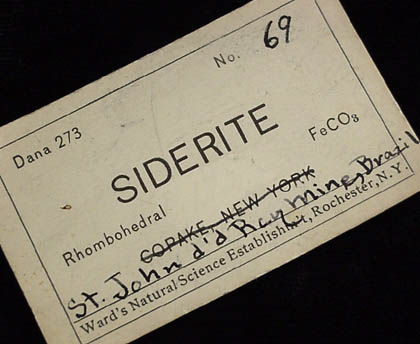 No. 69
Dana 273
SIDERITE
FeCO3
Rhombohedral
COPAKE, NEW YORK
St. John d'd Rey Mines, Brazil
Ward's Natural Science Establishm't, Rochester, N. Y.